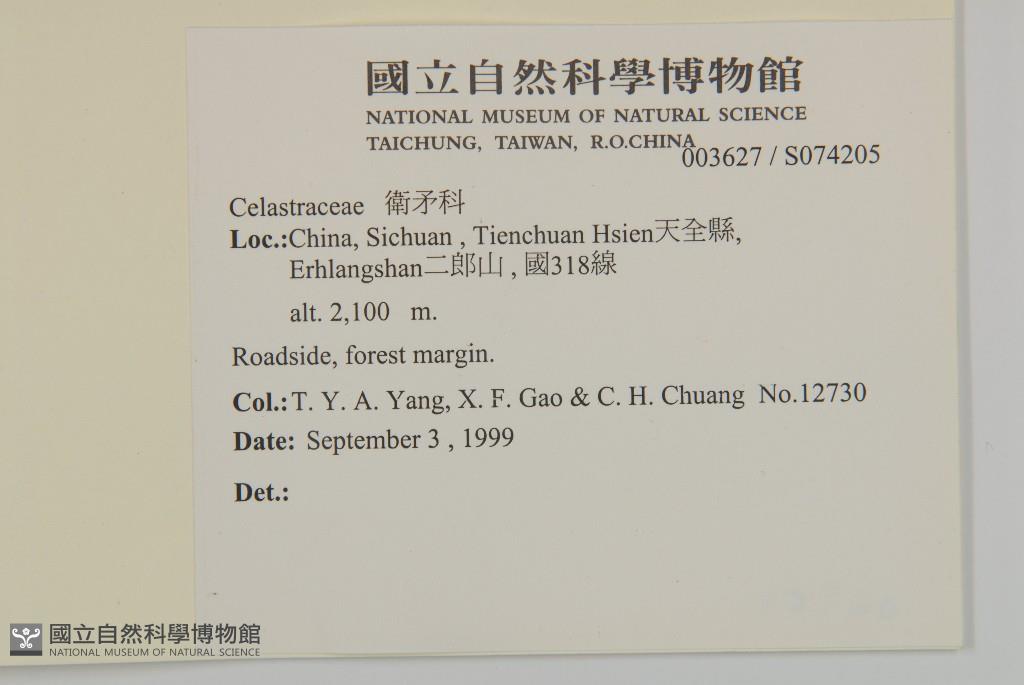 國立自然科學博物館
NATIONAL MUSEUM OF NATURAL SCIENCE
TAICHUNG, TAIWAN, R.O.CHINA
003627 / S074205
Celastraceae 衛矛科
Loc.:China, Sichuan , Tienchuan Hsien天全縣,
Erhlangshan二郎山 , 國318線
alt. 2,100 m.
Roadside, forest margin.
Col.: T. Y. A. Yang, X. F. Gao & C. H. Chuang No.12730
Date: September 3 , 1999
Det.:
國立自然科學博物館
NATIONAL MUSEUM OF NATURAL SCIENCE